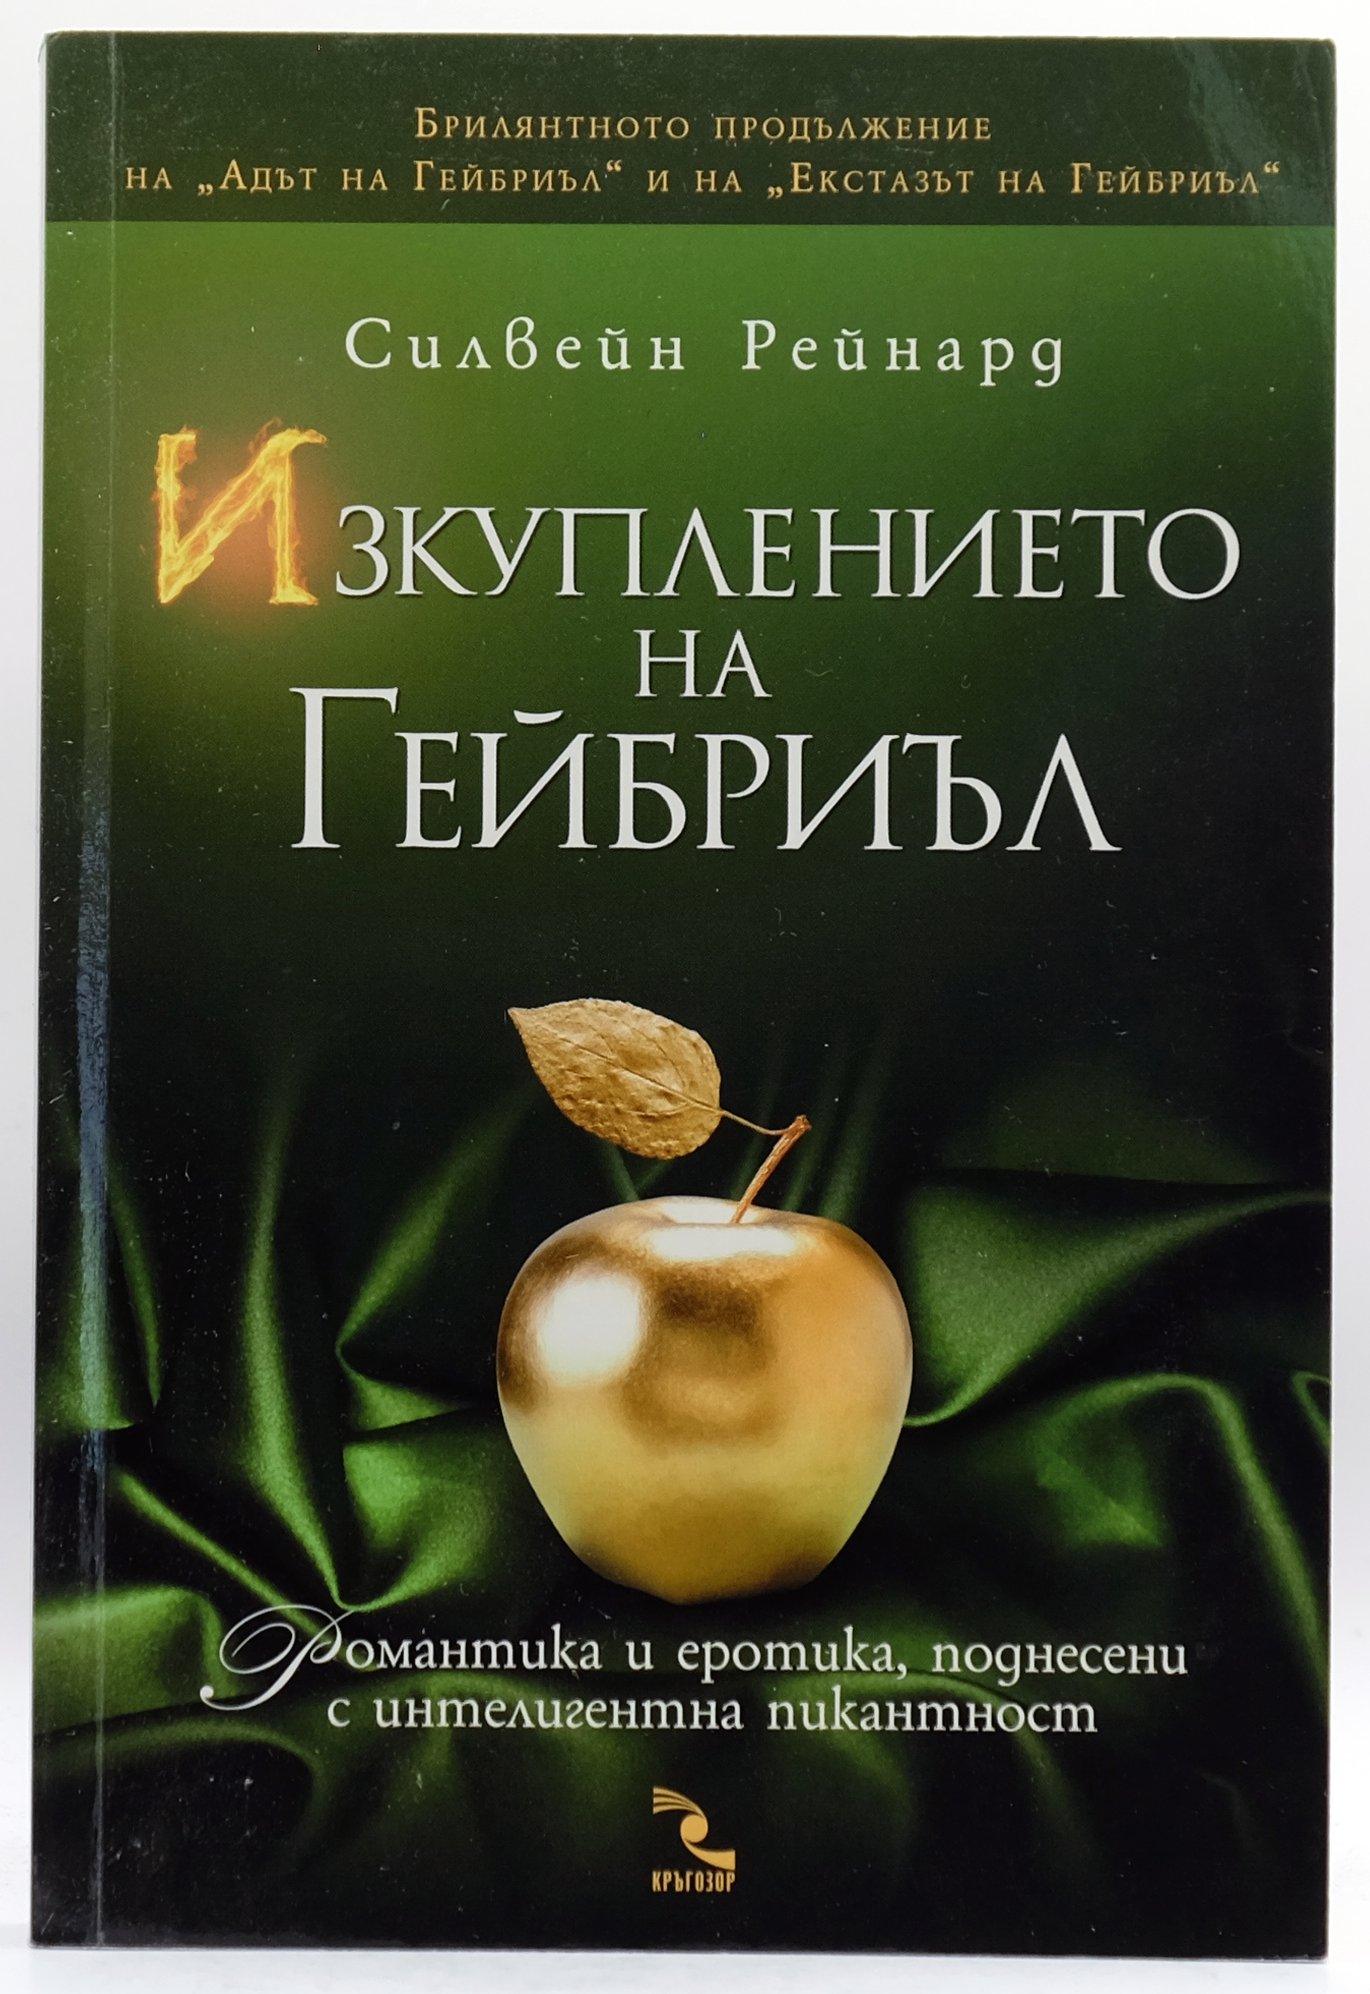 Брилянтното продължение
на „Адът на Гейбриъл“ и на „Екстазът на Гейбриъл“
Силвейн Рейнард
Изкуплението
на
Гейбриъл
Романтика и еротика, поднесени
с интелигентна пикантност
КРЪГОЗОР